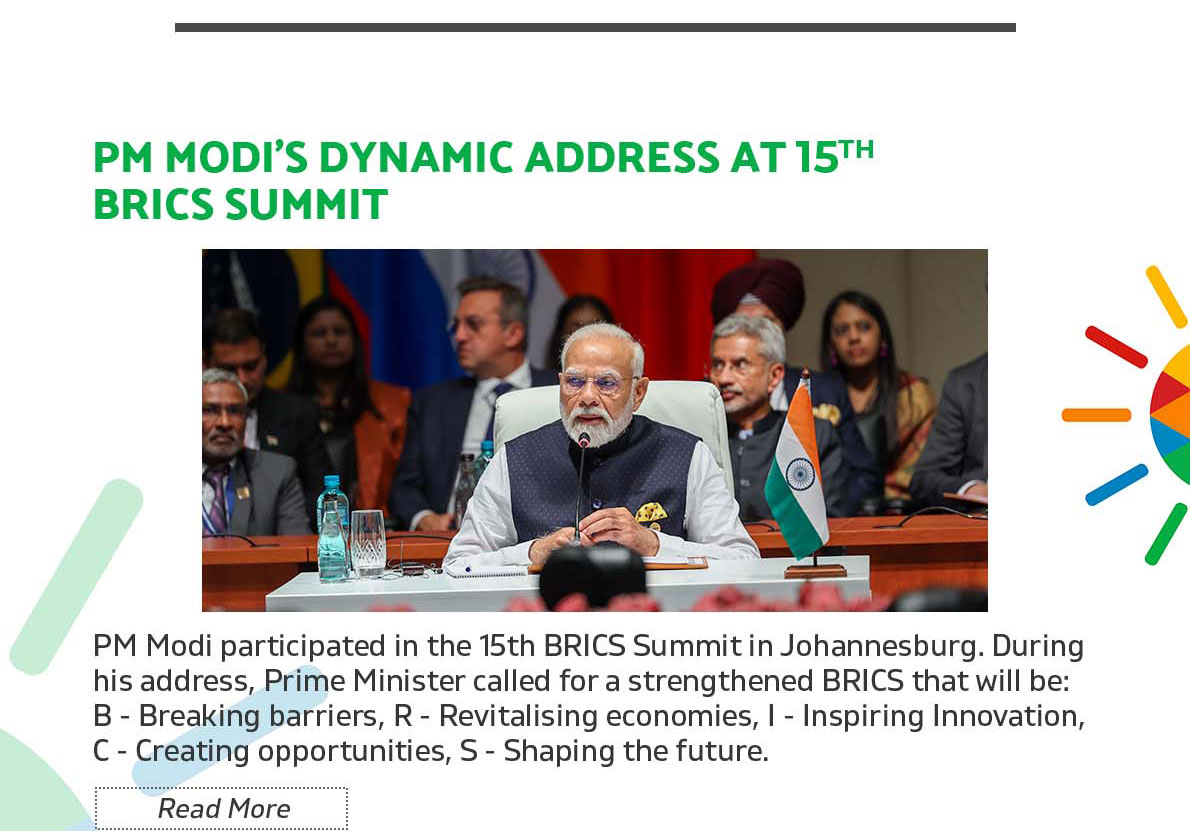 PM MODI'S DYNAMIC ADDRESS AT 15TH
BRICS SUMMIT
PM Modi participated in the 15th BRICS Summit in Johannesburg. During
his address, Prime Minister called for a strengthened BRICS that will be:
B - Breaking barriers, R - Revitalising economies, I - Inspiring Innovation,
C - Creating opportunities, S - Shaping the future.
Read More